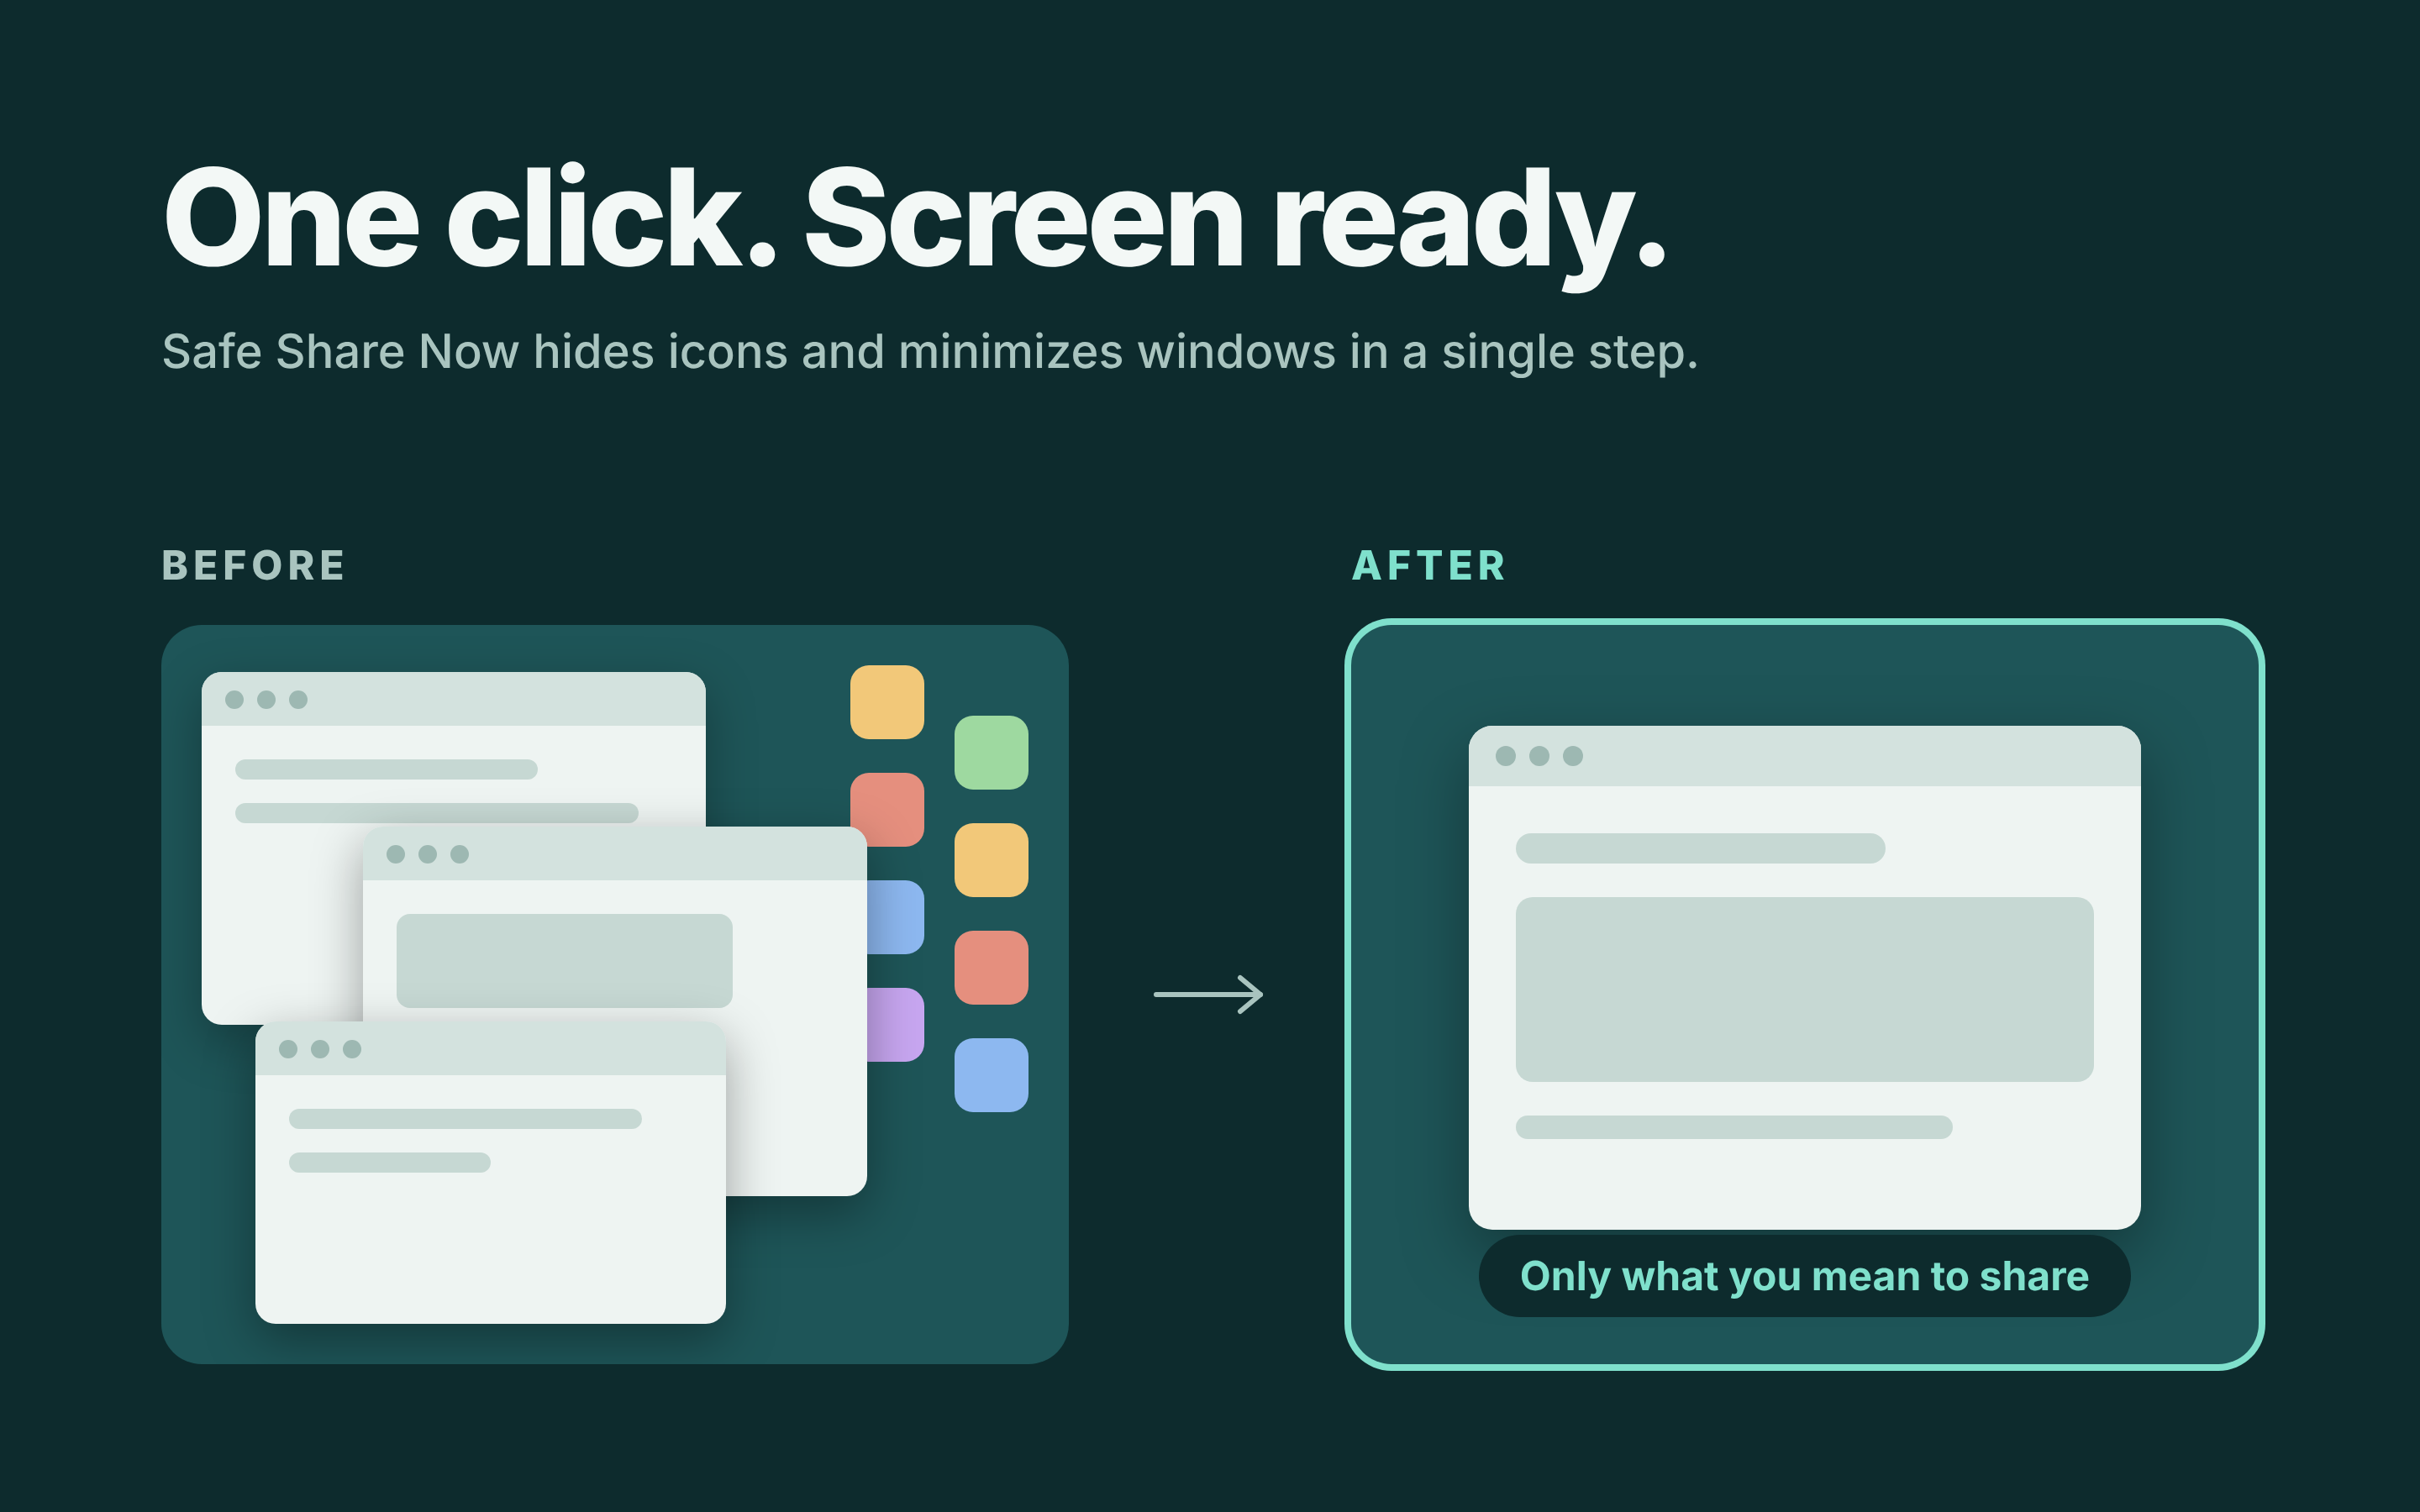 One click. Screen ready.
Safe Share Now hides icons and minimizes windows in a single step.
BEFORE
AFTER
Only what you mean to share